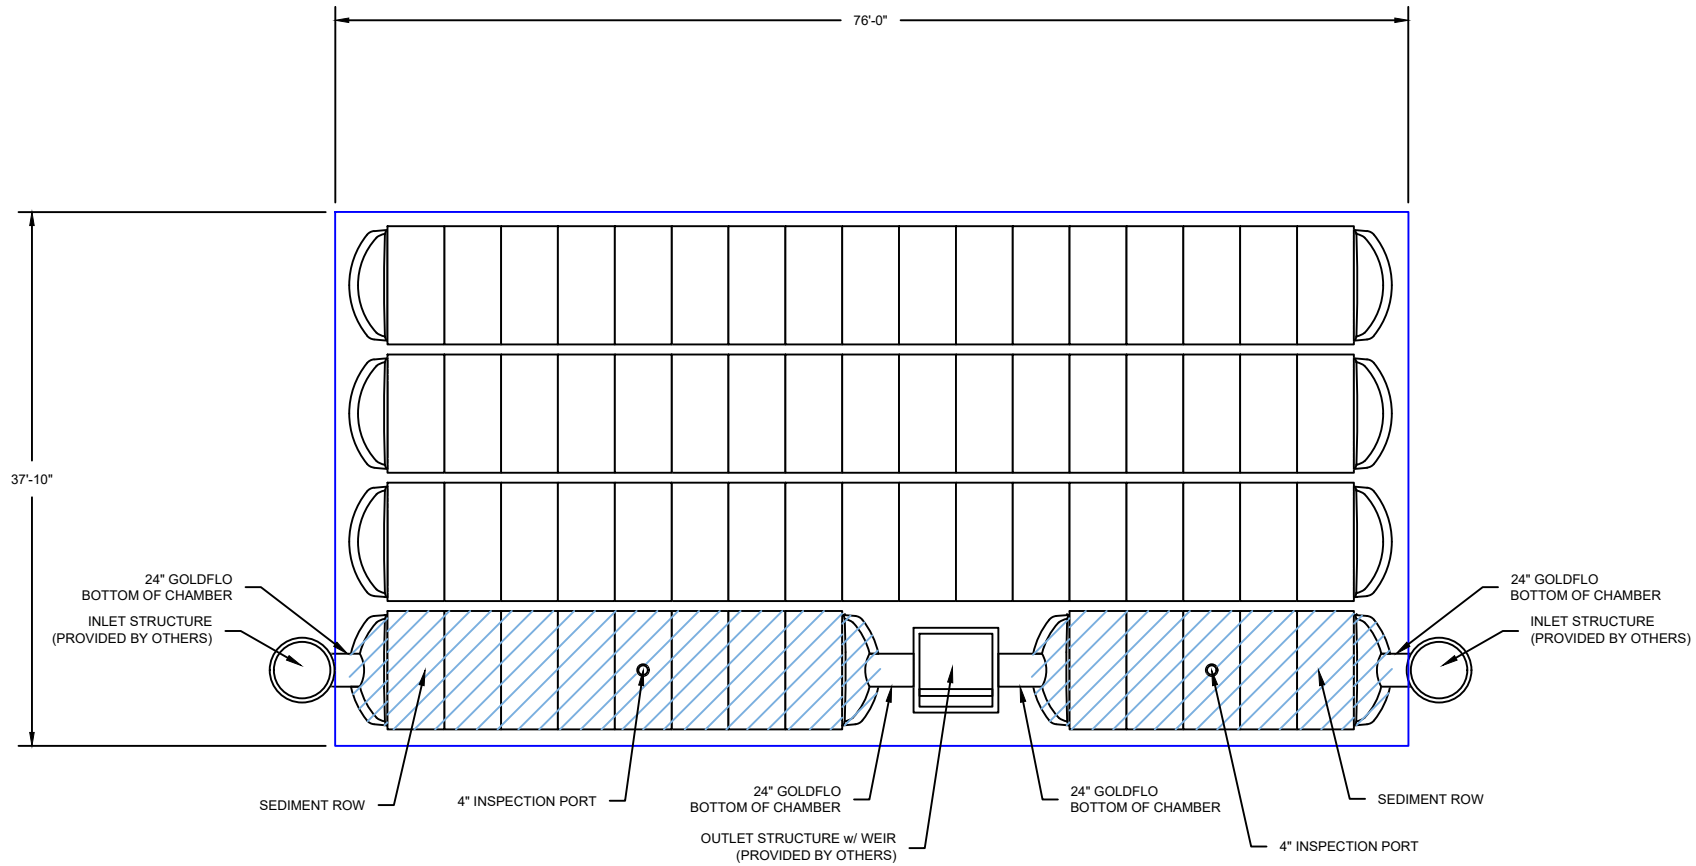 76'-0"
37'-10"
24" GOLDFLO
BOTTOM OF CHAMBER
INLET STRUCTURE
(PROVIDED BY OTHERS)
24" GOLDFLO
BOTTOM OF CHAMBER
INLET STRUCTURE
(PROVIDED BY OTHERS)
SEDIMENT ROW
4" INSPECTION PORT
24" GOLDFLO
BOTTOM OF CHAMBER
OUTLET STRUCTURE w/ WEIR
(PROVIDED BY OTHERS)
24" GOLDFLO
BOTTOM OF CHAMBER
SEDIMENT ROW
4" INSPECTION PORT